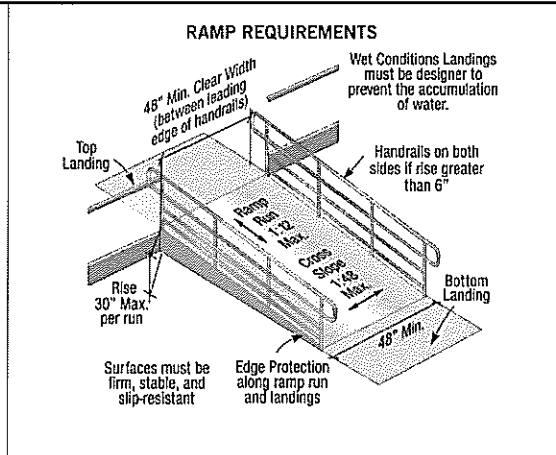 RAMP REQUIREMENTS
48" Min. Clear Width
(between leading
edge of handrails)
Wet Conditions Landings
must be designer to
prevent the accumulation
of water.
Top
Landing
Handrails on both
sides if rise greater
than 6"
Ramp
Run
1:12
Max.
Cross
Slope
1:48
Max.
Rise
30" Max.
per run
Bottom
Landing
48" Min.
Surfaces must be
firm, stable, and
slip-resistant
Edge Protection
along ramp run
and landings